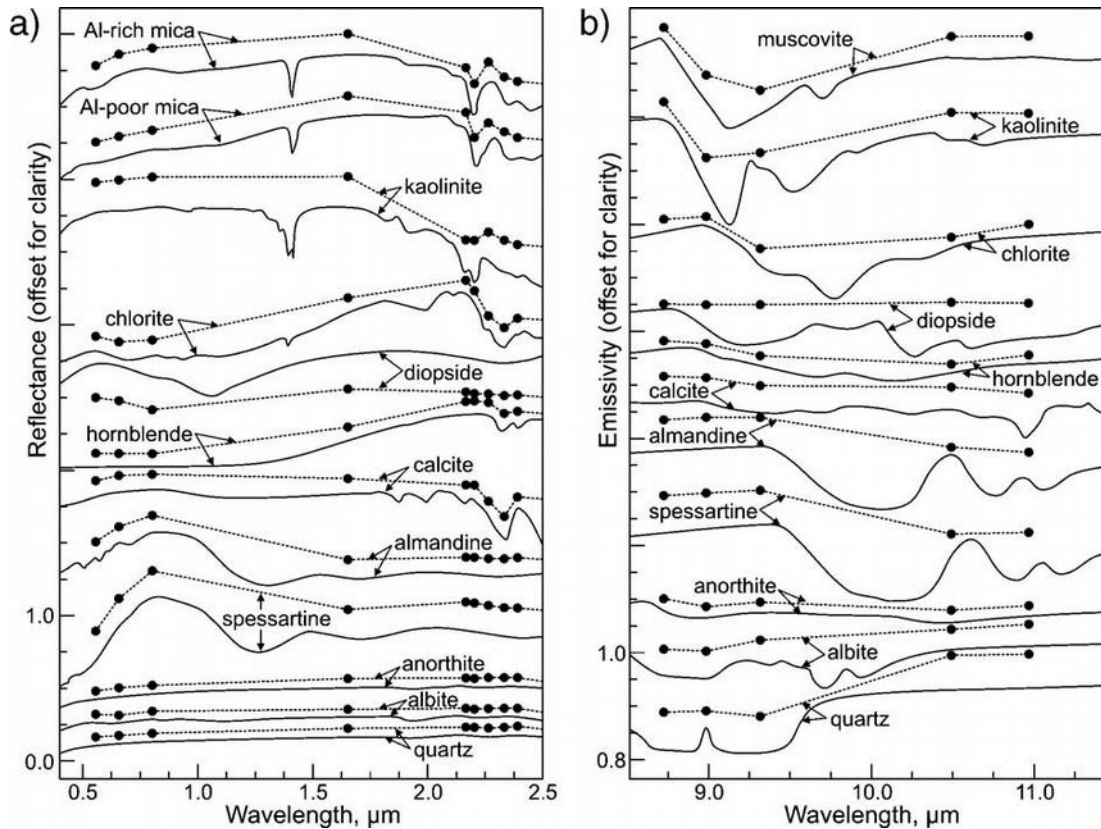 a)
Al-rich mica
Al-poor mica
kaolinite
chlorite
diopside
hornblende
calcite
almandine
spessartine
anorthite
albite
quartz
Reflectance (offset for clarity)
1.0
0.0
0.5 1.0 1.5 2.0 2.5
Wavelength, μm
b)
muscovite
kaolinite
chlorite
diopside
hornblende
calcite
almandine
spessartine
anorthite
albite
quartz
Emissivity (offset for clarity)
1.0
0.8
9.0 10.0 11.0
Wavelength, μm